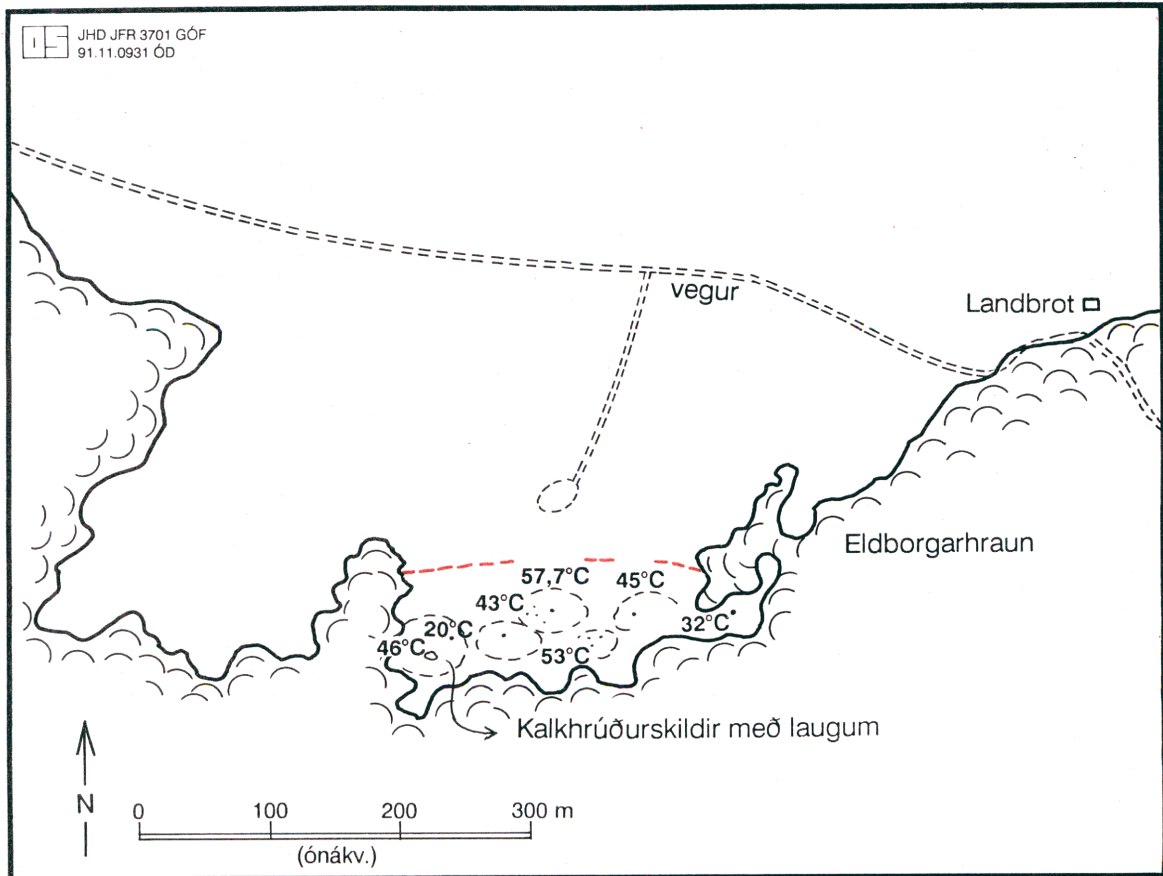 OS
JHD JFR 3701 GÓF
91.11.0931 ÓD
vegur
Landbrot
Eldborgarhraun
57,7°C
45°C
43°C
32°C
20°C
46°C
53°C
Kalkhrúðurskildir með laugum
N
0 100 200 300 m
(ónákv.)